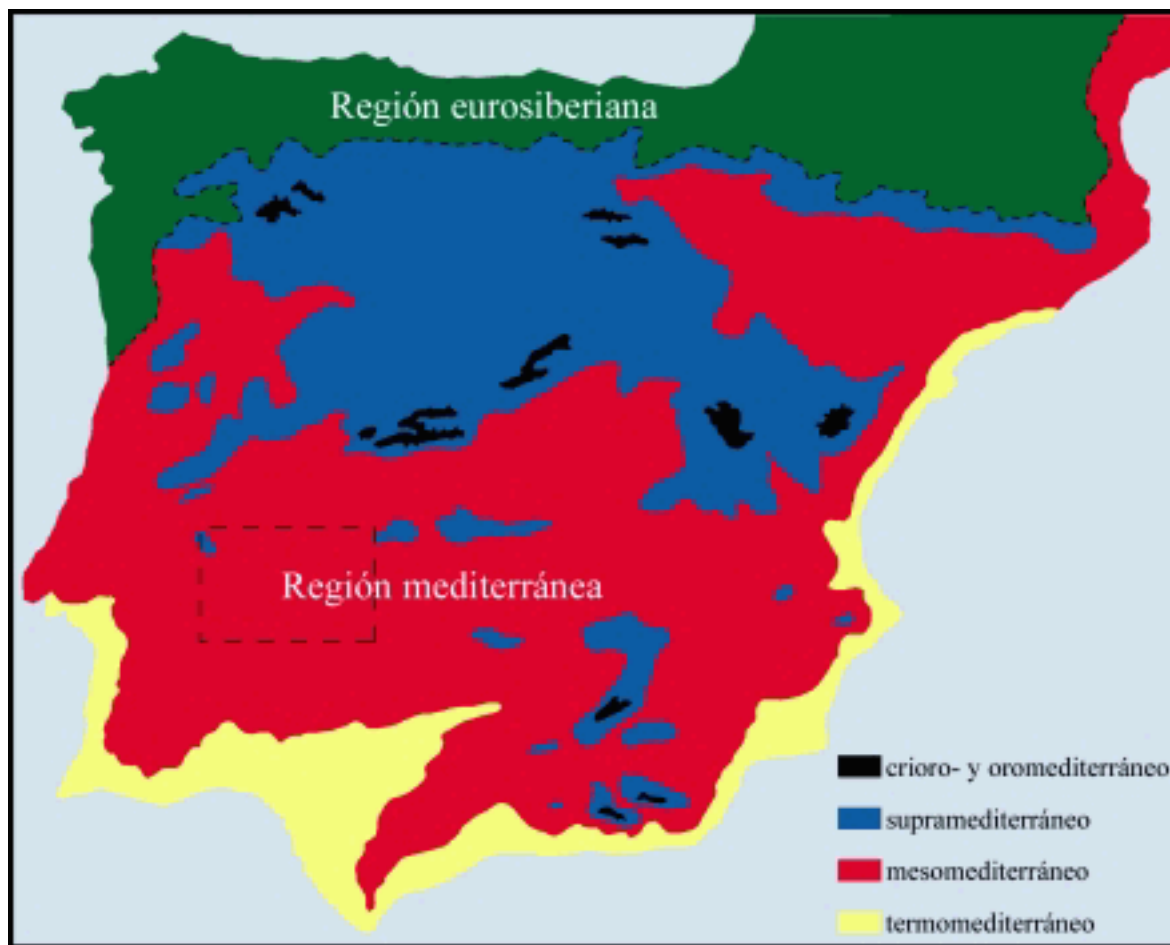 Región eurosiberiana
Región mediterránea
crioro- y oromediterráneo
supramediterráneo
mesomediterráneo
termomediterráneo